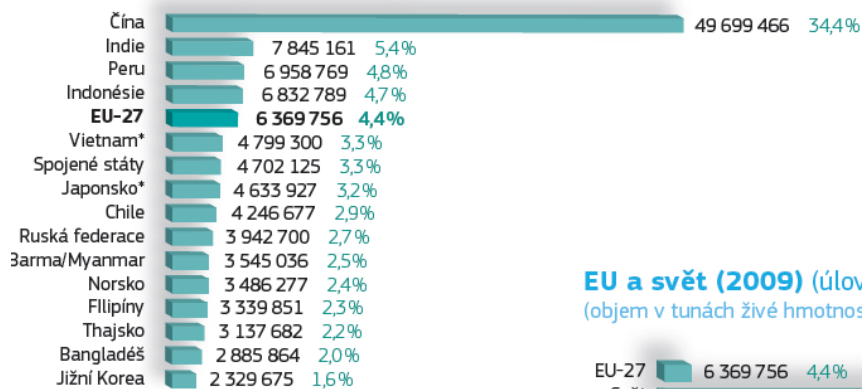 Čína 49 699 466 34,4%
Indie 7 845 161 5,4%
Peru 6 958 769 4,8%
Indonésie 6 832 789 4,7%
EU-27 6 369 756 4,4%
Vietnam* 4 799 300 3,3%
Spojené státy 4 702 125 3,3%
Japonsko* 4 633 927 3,2%
Chile 4 246 677 2,9%
Ruská federace 3 942 700 2,7%
Barma/Myanmar 3 545 036 2,5%
Norsko 3 486 277 2,4%
FIlipíny 3 339 851 2,3%
Thajsko 3 137 682 2,2%
Bangladéš 2 885 864 2,0%
Jižní Korea 2 329 675 1,6%
EU a svět (2009) (úlov
(objem v tunách živé hmotnos
EU-27 6 369 756 4,4%